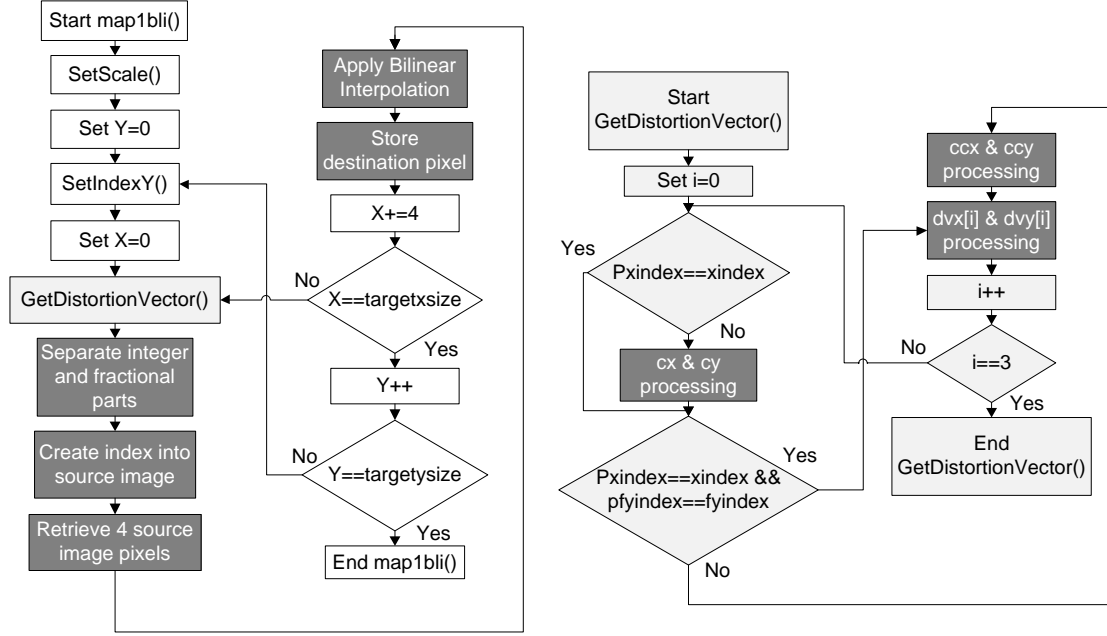 Start map1bli()
SetScale()
Set Y=0
SetIndexY()
Set X=0
GetDistortionVector()
Separate integer
and fractional
parts
Create index into
source image
Retrieve 4 source
image pixels
Apply Bilinear
Interpolation
Store
destination pixel
X+=4
No
X==targetxsize
Yes
Y++
No
Y==targetysize
Yes
End map1bli()
Start
GetDistortionVector()
Set i=0
Yes
Pxindex==xindex
No
cx & cy
processing
Yes
Pxindex==xindex &&
pfyindex==fyindex
No
ccx & ccy
processing
dvx[i] & dvy[i]
processing
i++
No
i==3
Yes
End
GetDistortionVector()